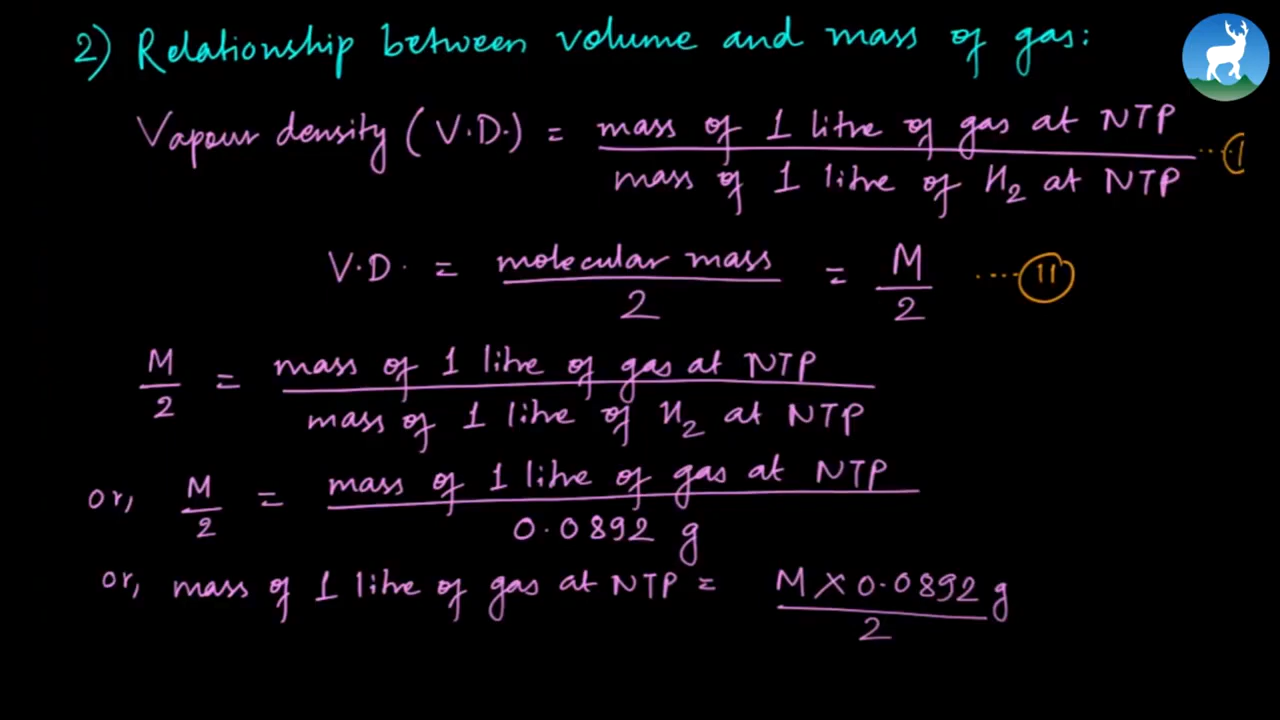 2) Relationship between volume and mass of gas:
Vapour density (V.D.) = mass of 1 litre of gas at NTP / mass of 1 litre of H₂ at NTP ...(I
V.D. = molecular mass / 2 = M / 2 ....(II)
M / 2 = mass of 1 litre of gas at NTP / mass of 1 litre of H₂ at NTP
or, M / 2 = mass of 1 litre of gas at NTP / 0.0892 g
or, mass of 1 litre of gas at NTP = M X 0.0892 / 2 g